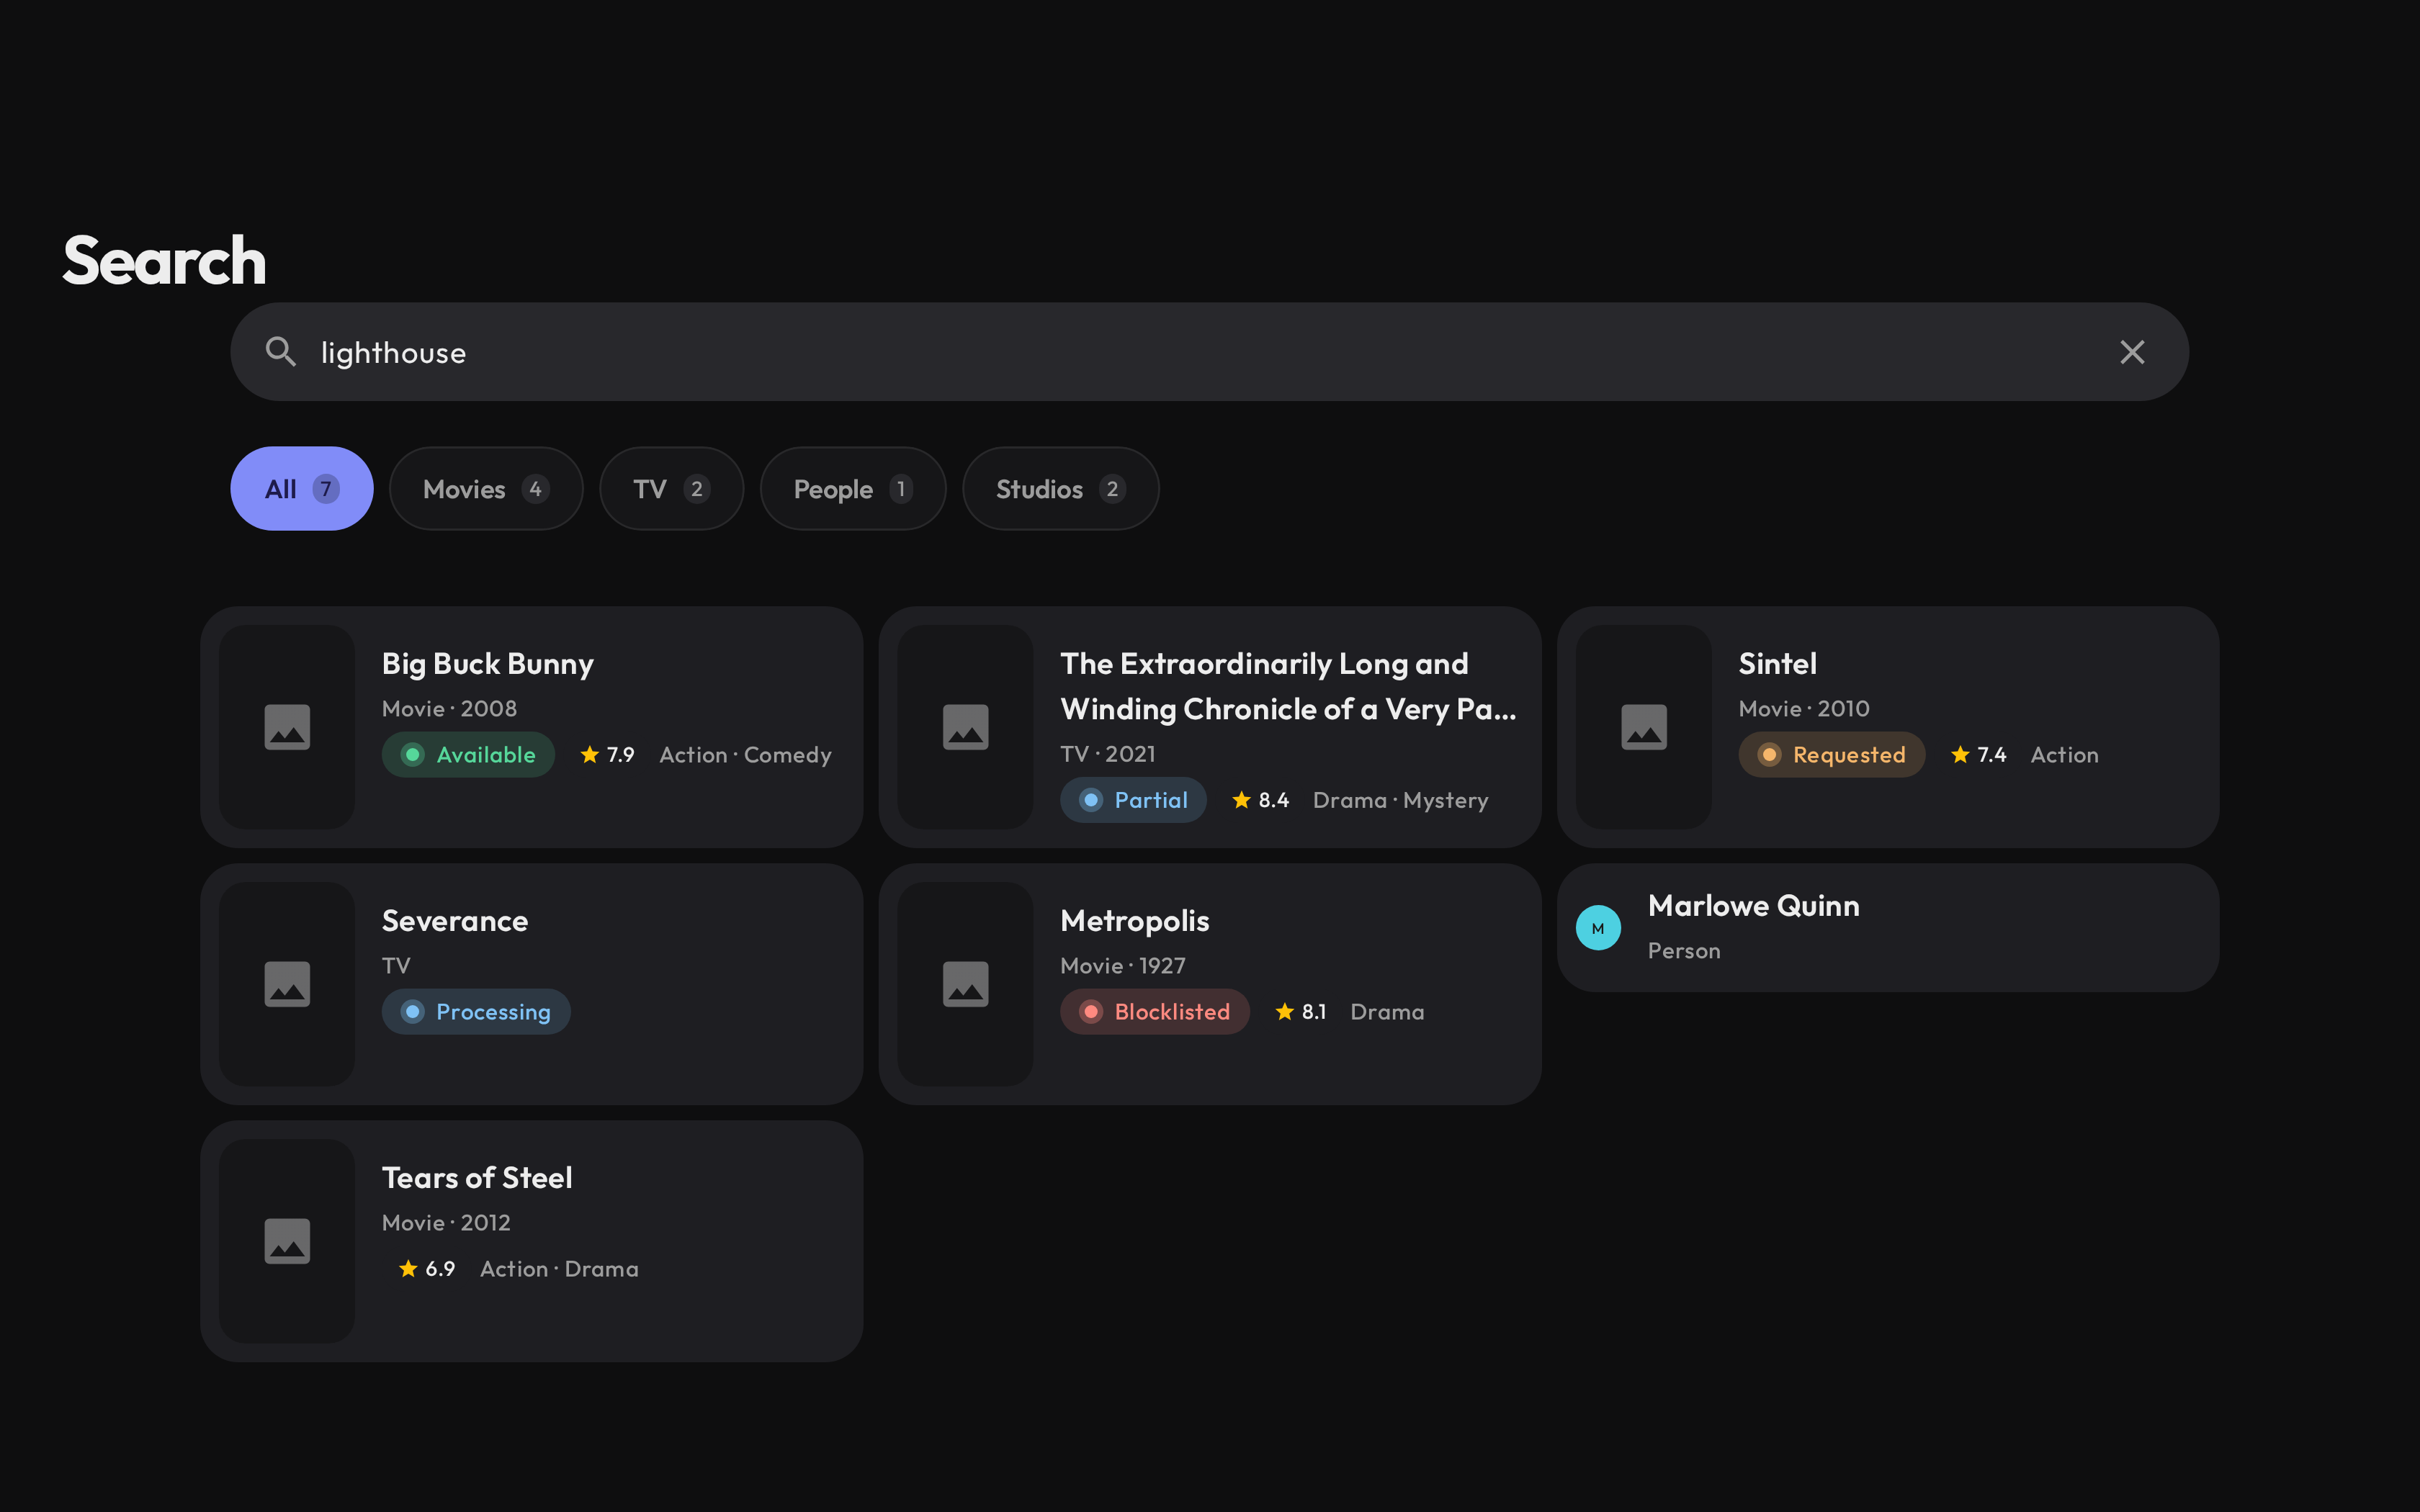 Search
lighthouse
All 7
Movies 4
TV 2
People 1
Studios 2
Big Buck Bunny
Movie · 2008
Available 7.9 Action · Comedy
The Extraordinarily Long and
Winding Chronicle of a Very Pa...
TV · 2021
Partial 8.4 Drama · Mystery
Sintel
Movie · 2010
Requested 7.4 Action
Severance
TV
Processing
Metropolis
Movie · 1927
Blocklisted 8.1 Drama
M
Marlowe Quinn
Person
Tears of Steel
Movie · 2012
6.9 Action · Drama